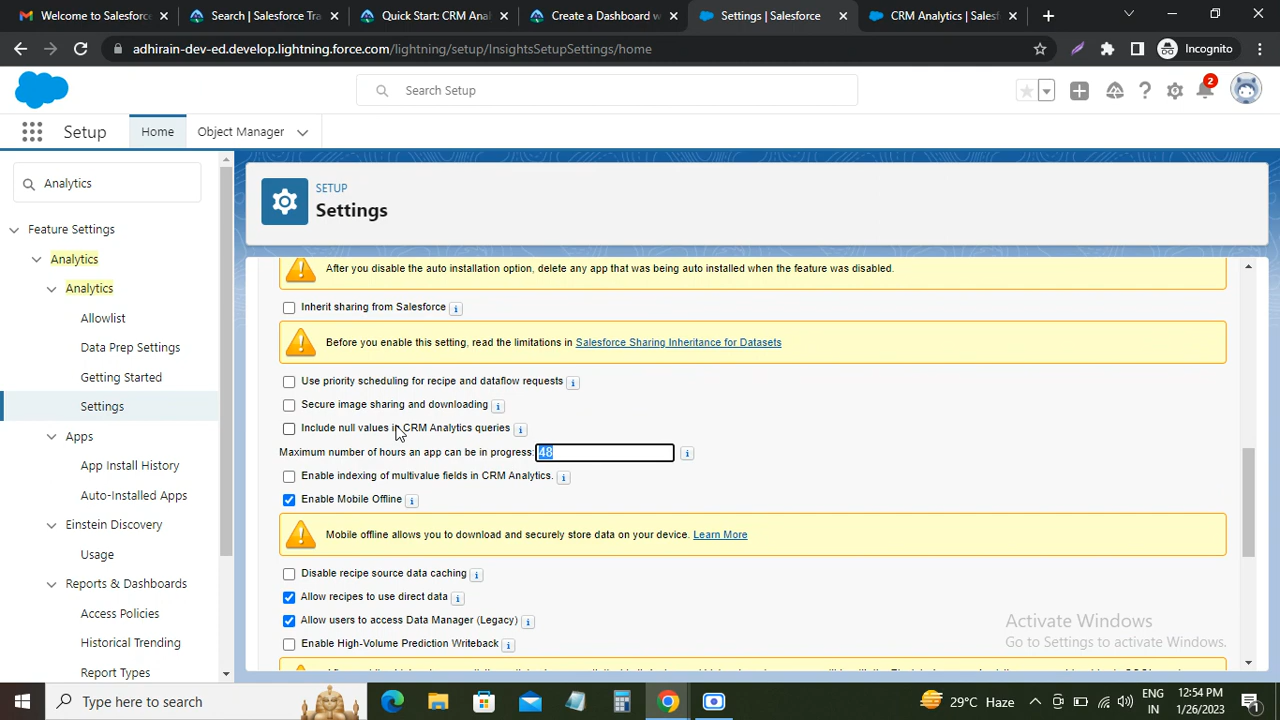 Welcome to Salesforce
Search | Salesforce Tra
Quick Start: CRM Anal
Create a Dashboard w
Settings | Salesforce
CRM Analytics | Salesf
adhirain-dev-ed.develop.lightning.force.com/lightning/setup/InsightsSetupSettings/home
Incognito
Search Setup
2
Setup
Home
Object Manager
Analytics
Feature Settings
Analytics
Analytics
Allowlist
Data Prep Settings
Getting Started
Settings
Apps
App Install History
Auto-Installed Apps
Einstein Discovery
Usage
Reports & Dashboards
Access Policies
Historical Trending
Report Types
SETUP
Settings
After you disable the auto installation option, delete any app that was being auto installed when the feature was disabled.
Inherit sharing from Salesforce
Before you enable this setting, read the limitations in Salesforce Sharing Inheritance for Datasets
Use priority scheduling for recipe and dataflow requests
Secure image sharing and downloading
Include null values in CRM Analytics queries
Maximum number of hours an app can be in progress: 48
Enable indexing of multivalue fields in CRM Analytics.
Enable Mobile Offline
Mobile offline allows you to download and securely store data on your device. Learn More
Disable recipe source data caching
Allow recipes to use direct data
Allow users to access Data Manager (Legacy)
Enable High-Volume Prediction Writeback
Activate Windows
Go to Settings to activate Windows.
Type here to search
29°C Haze
ENG
IN
12:54 PM
1/26/2023
1